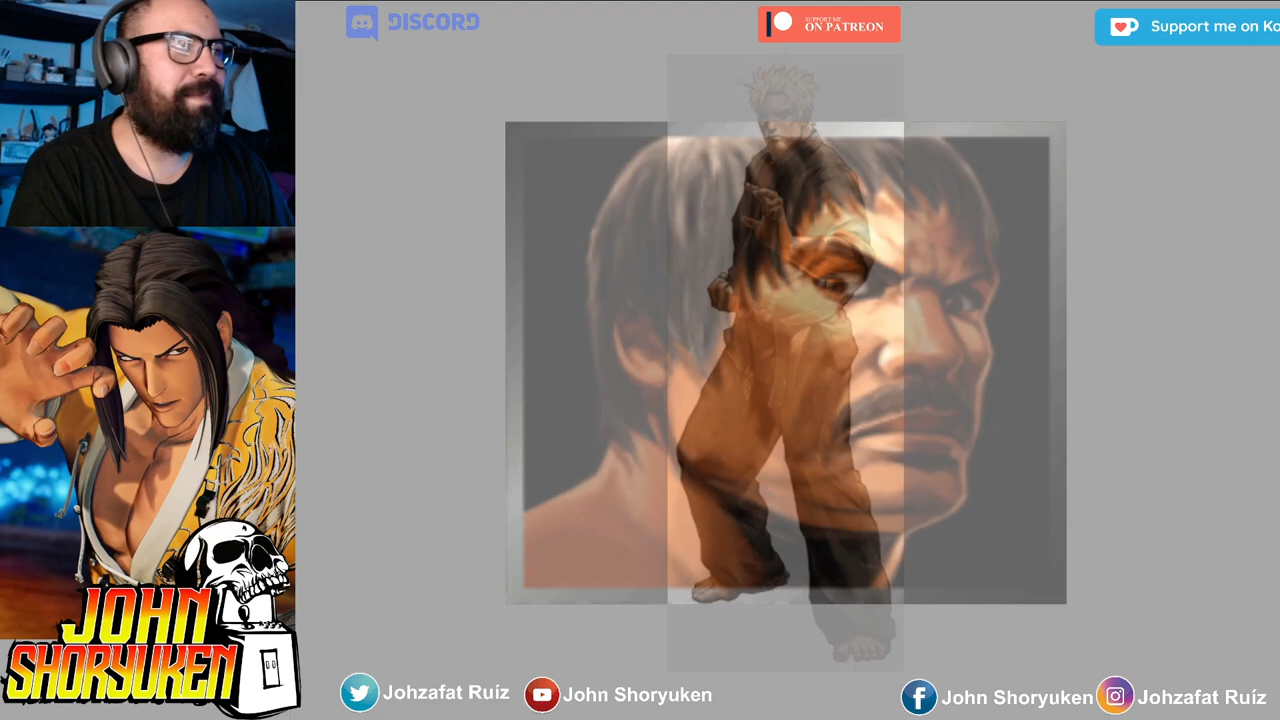 DISCORD
SUPPORT ME
ON PATREON
Support me on Ko
JOHN
SHORYUKEN
Johzafat Ruíz
John Shoryuken
John Shoryuken
Johzafat Ruíz